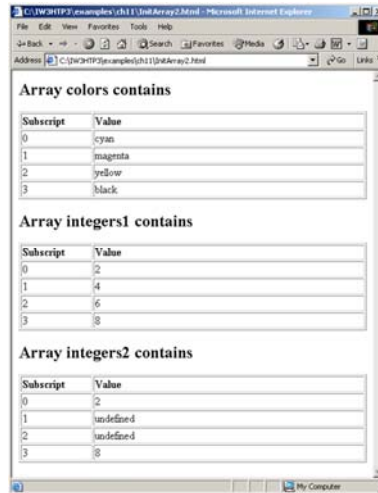 C:\IW3HTP3\examples\ch11\InitArray2.html - Microsoft Internet Explorer
File Edit View Favorites Tools Help
Back Search Favorites Media
Address C:\IW3HTP3\examples\ch11\InitArray2.html Go Links
Array colors contains
Subscript Value
0 cyan
1 magenta
2 yellow
3 black
Array integers1 contains
Subscript Value
0 2
1 4
2 6
3 8
Array integers2 contains
Subscript Value
0 2
1 undefined
2 undefined
3 8
My Computer